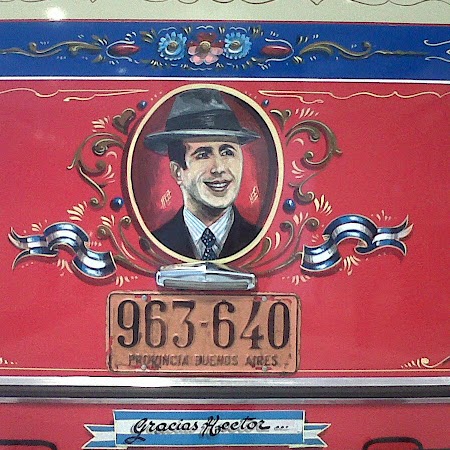 963-640
PROVINCIA BUENOS AIRES
Gracias Hector...